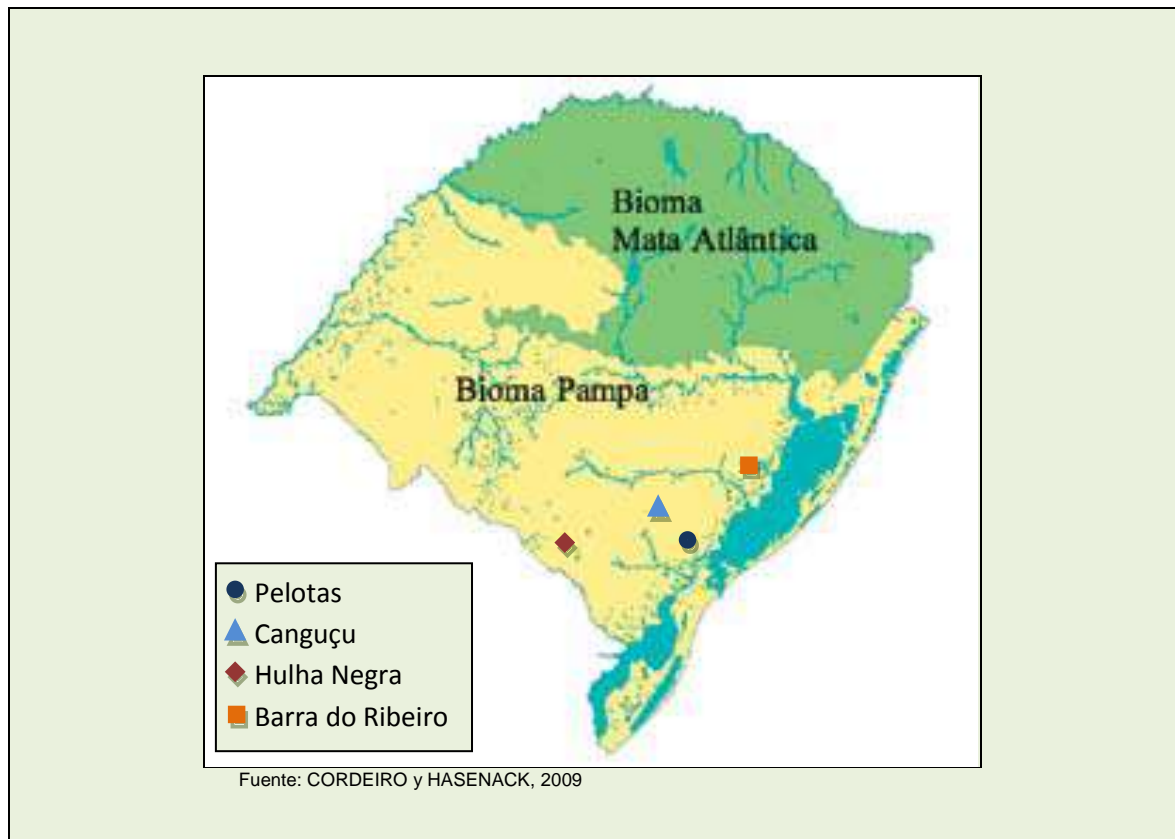 Bioma
Mata Atlântica
Bioma Pampa
Pelotas
Canguçu
Hulha Negra
Barra do Ribeiro
Fuente: CORDEIRO y HASENACK, 2009